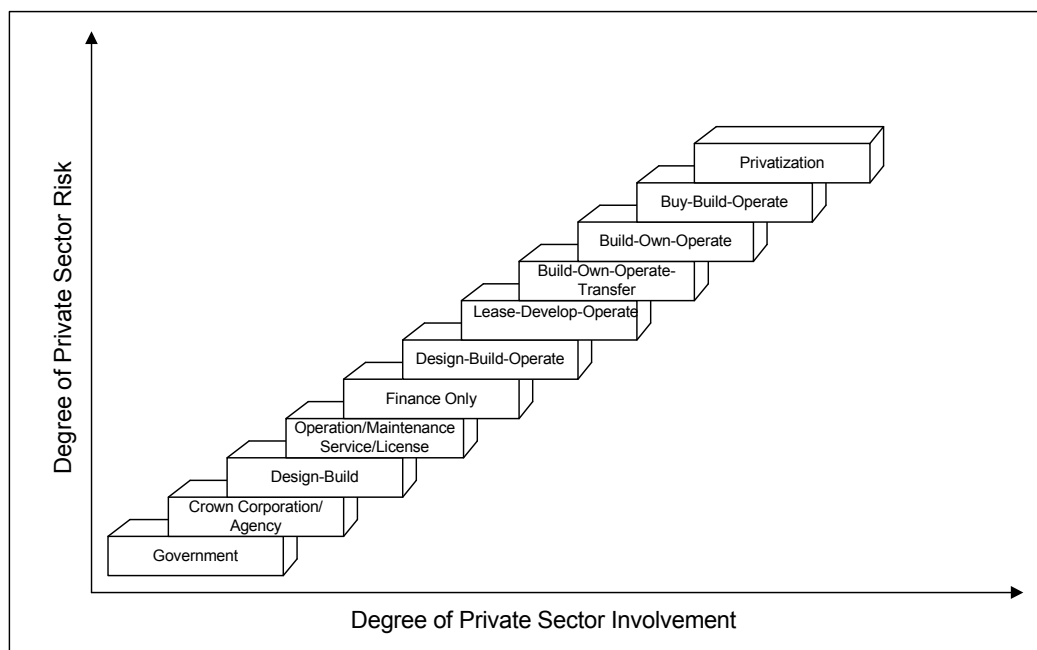 Degree of Private Sector Risk
Privatization
Buy-Build-Operate
Build-Own-Operate
Build-Own-Operate-
Transfer
Lease-Develop-Operate
Design-Build-Operate
Finance Only
Operation/Maintenance
Service/License
Design-Build
Crown Corporation/
Agency
Government
Degree of Private Sector Involvement